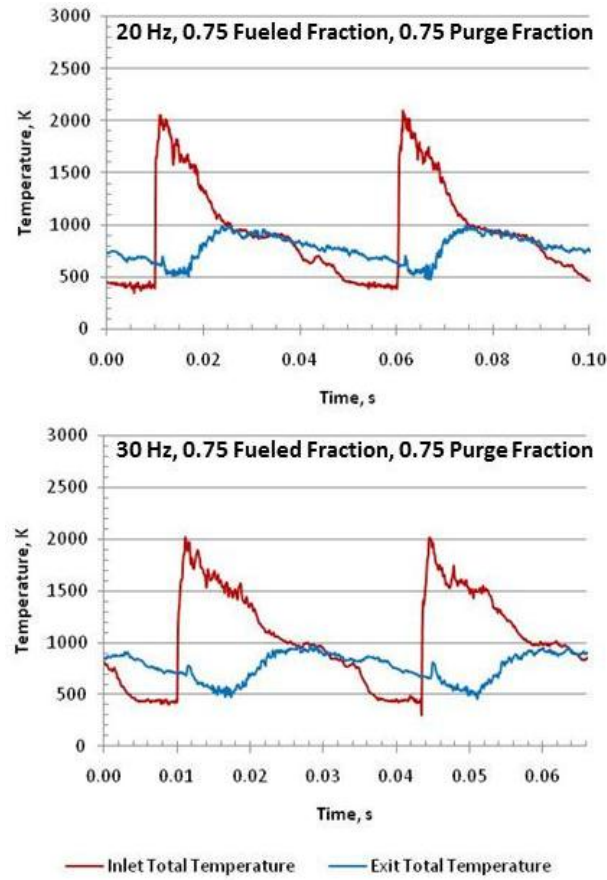 20 Hz, 0.75 Fueled Fraction, 0.75 Purge Fraction
3000
2500
2000
1500
1000
500
0
Temperature, K
0.00 0.02 0.04 0.06 0.08 0.10
Time, s
30 Hz, 0.75 Fueled Fraction, 0.75 Purge Fraction
3000
2500
2000
1500
1000
500
0
Temperature, K
0.00 0.01 0.02 0.03 0.04 0.05 0.06
Time, s
Inlet Total Temperature Exit Total Temperature